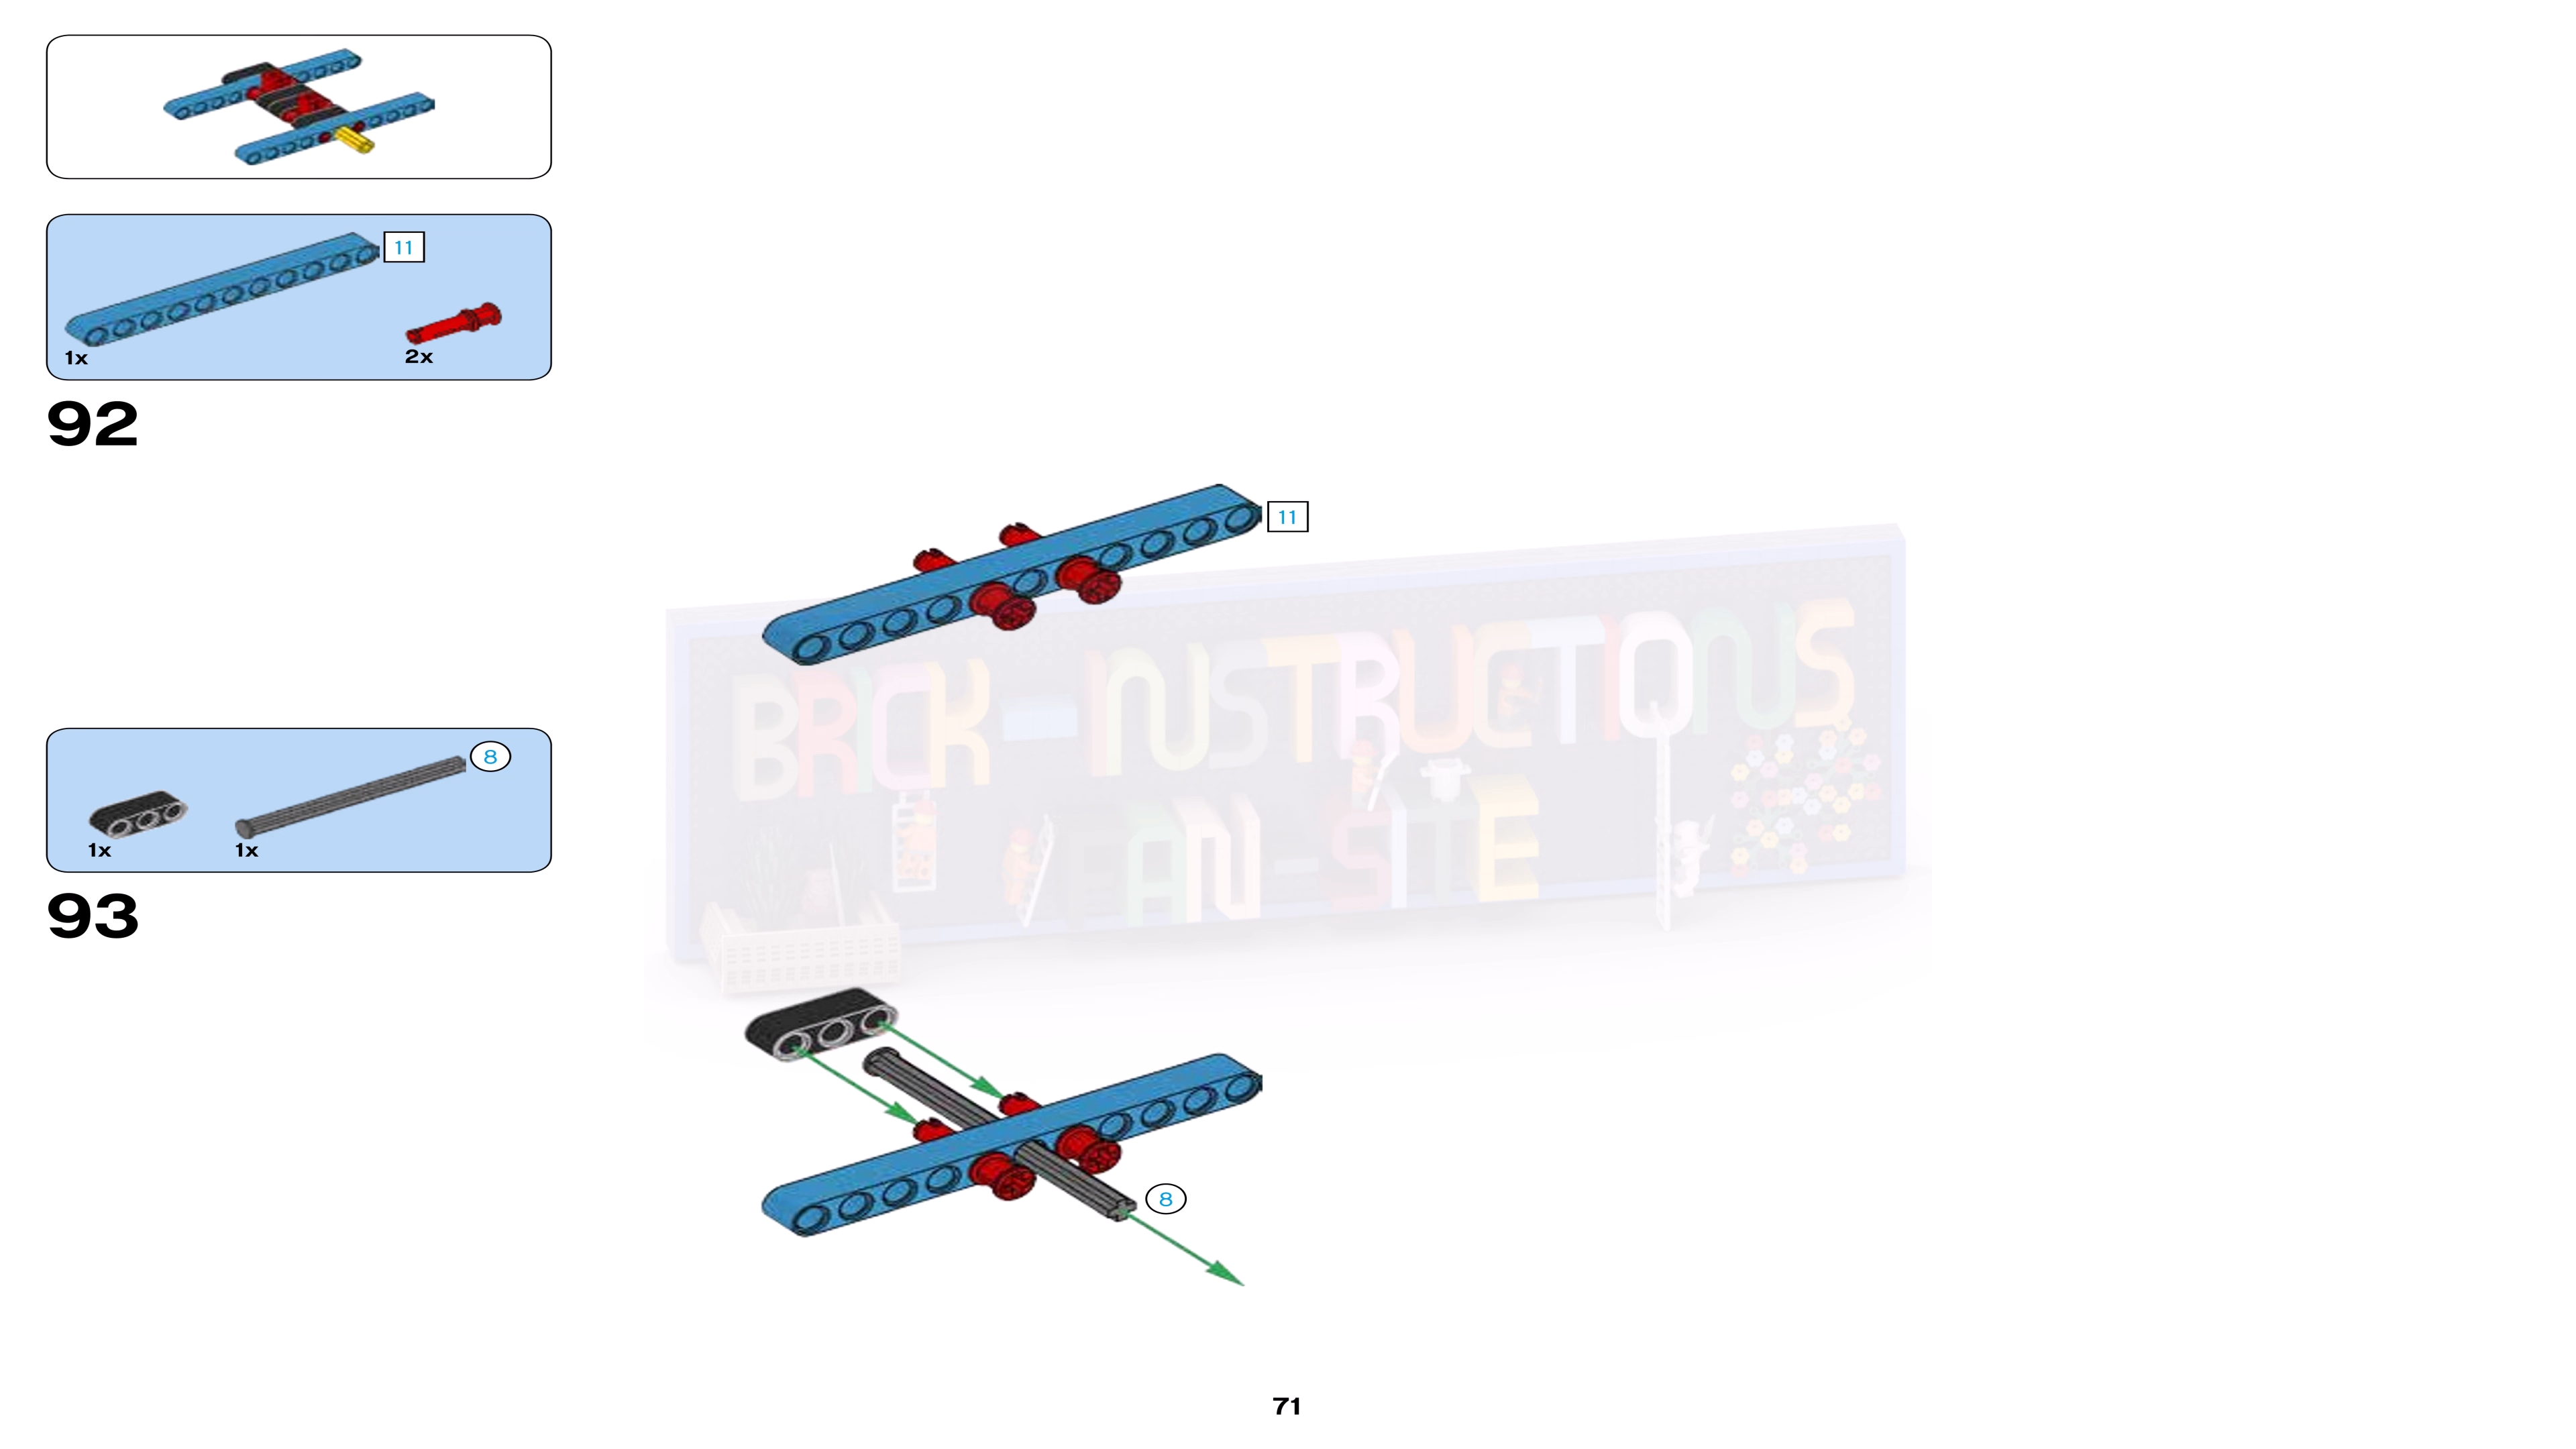 11
1x
2x
92
11
BRICK-INSTRUCTIONS
FAN-SITE
8
1x
1x
93
8
71